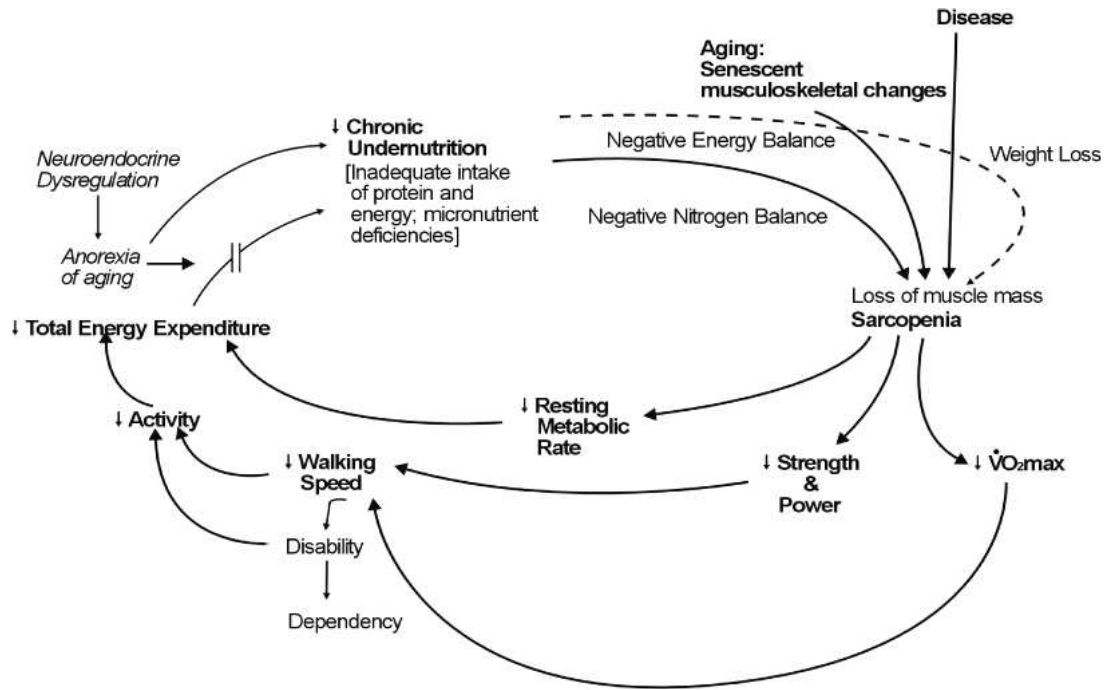 Disease
Aging:
Senescent
musculoskeletal changes
↓ Chronic
Undernutrition
[Inadequate intake
of protein and
energy; micronutrient
deficiencies]
Negative Energy Balance
Weight Loss
Neuroendocrine
Dysregulation
Negative Nitrogen Balance
Anorexia
of aging
Loss of muscle mass
Sarcopenia
↓ Total Energy Expenditure
↓ Activity
↓ Resting
Metabolic
Rate
↓ Walking
Speed
↓ Strength
&
Power
↓ V̇O₂max
Disability
Dependency